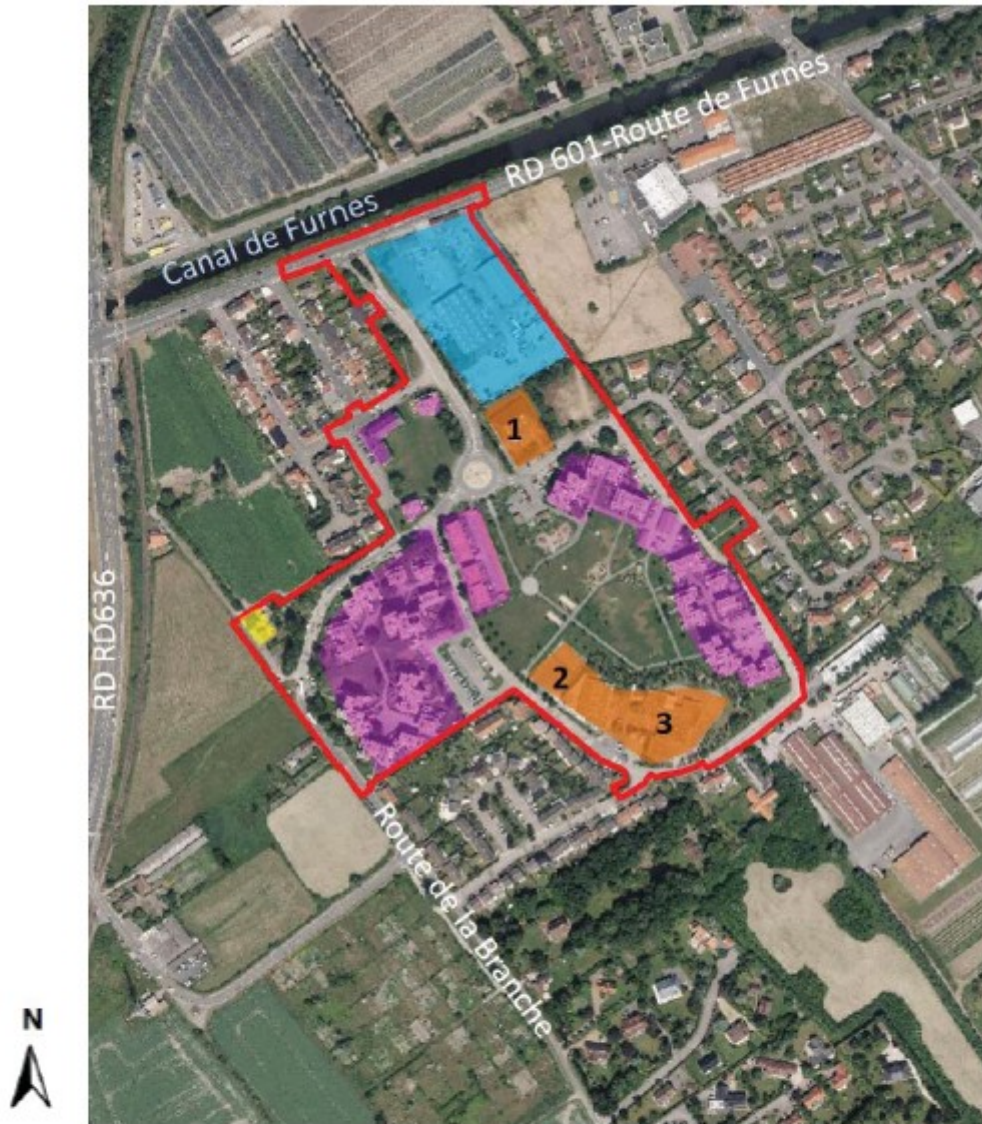 RD 601-Route de Furnes
Canal de Furnes
1
RD RD636
2
3
Route de la Branche
N